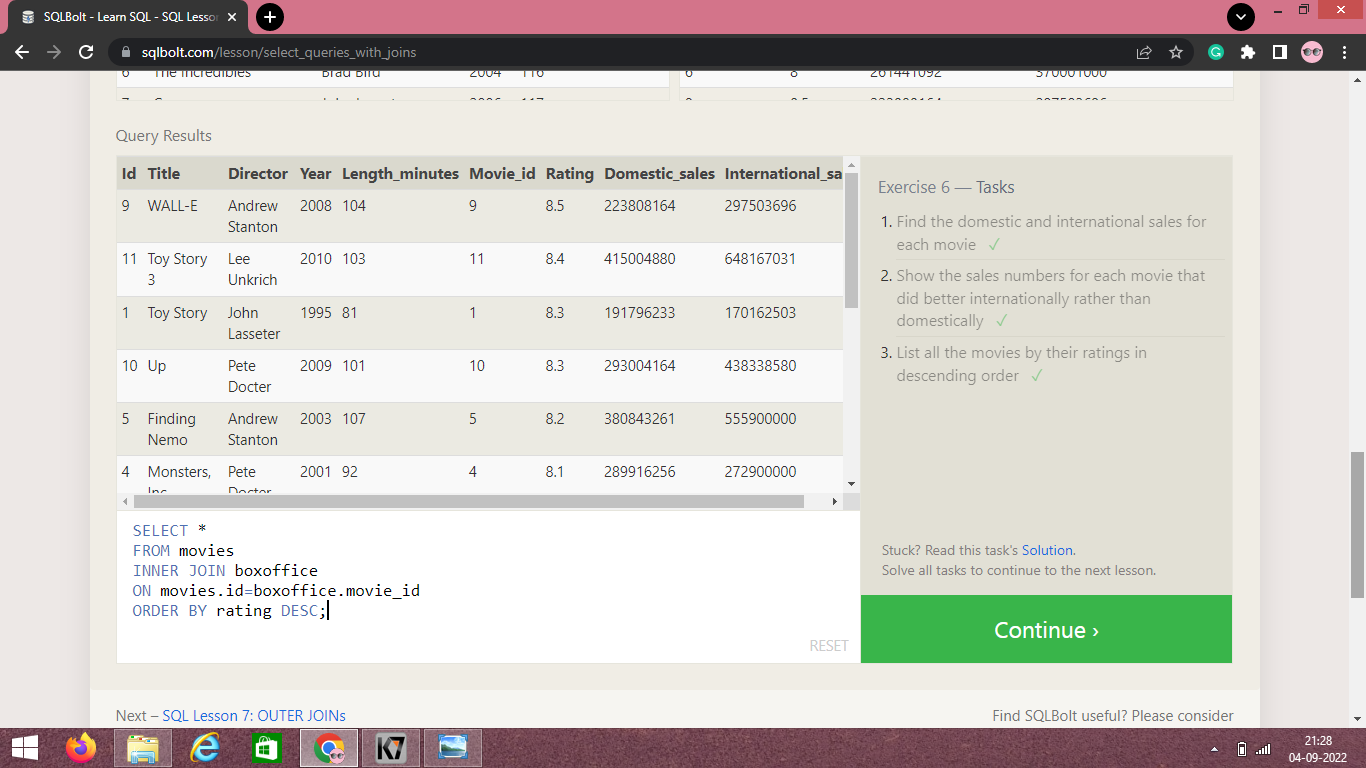 SQLBolt - Learn SQL - SQL Lesson
sqlbolt.com/lesson/select_queries_with_joins
6 The Incredibles Brad Bird 2004 116 6 8 261441092 370001000
Query Results
Id Title Director Year Length_minutes Movie_id Rating Domestic_sales International_sa
9 WALL-E Andrew Stanton 2008 104 9 8.5 223808164 297503696
11 Toy Story 3 Lee Unkrich 2010 103 11 8.4 415004880 648167031
1 Toy Story John Lasseter 1995 81 1 8.3 191796233 170162503
10 Up Pete Docter 2009 101 10 8.3 293004164 438338580
5 Finding Nemo Andrew Stanton 2003 107 5 8.2 380843261 555900000
4 Monsters, Inc. Pete Docter 2001 92 4 8.1 289916256 272900000
Exercise 6 — Tasks
1. Find the domestic and international sales for
each movie ✓
2. Show the sales numbers for each movie that
did better internationally rather than
domestically ✓
3. List all the movies by their ratings in
descending order ✓
Stuck? Read this task's Solution.
Solve all tasks to continue to the next lesson.
Continue ›
SELECT *
FROM movies
INNER JOIN boxoffice
ON movies.id=boxoffice.movie_id
ORDER BY rating DESC;
RESET
Next – SQL Lesson 7: OUTER JOINs
Find SQLBolt useful? Please consider
K7
21:28
04-09-2022